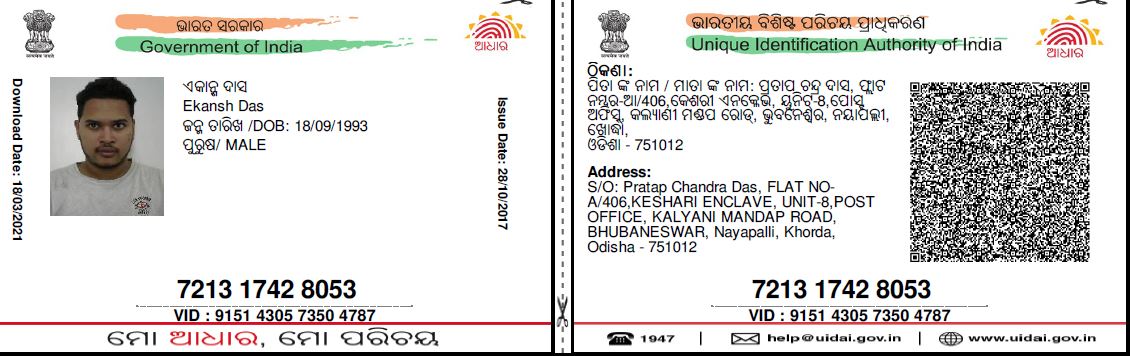 ଭାରତ ସରକାର
Government of India
ଆଧାର
Download Date: 18/03/2021
ଏକାନ୍ସ ଦାସ
Ekansh Das
ଜନ୍ମ ତାରିଖ /DOB: 18/09/1993
ପୁରୁଷ/ MALE
Issue Date: 28/10/2017
7213 1742 8053
VID : 9151 4305 7350 4787
ମୋ ଆଧାର, ମୋ ପରିଚୟ
ଭାରତୀୟ ବିଶିଷ୍ଟ ପରିଚୟ ପ୍ରାଧିକରଣ
Unique Identification Authority of India
ଆଧାର
ଠିକଣା:
ପିତା ଙ୍କ ନାମ / ମାତା ଙ୍କ ନାମ: ପ୍ରତାପ ଚନ୍ଦ୍ର ଦାସ, ଫ୍ଲାଟ
ନମ୍ବର-ଆ/406,କେଶରୀ ଏନକ୍ଲେଭି, ୟୁନିଟ୍-8,ପୋସ୍ଟ
ଅଫିସ୍, କଲ୍ୟାଣୀ ମଣ୍ଡପ ରୋଡ୍, ଭୁବନେଶ୍ୱର, ନୟାପଲ୍ଲୀ,
ଖୋର୍ଦ୍ଧା,
ଓଡିଶା - 751012
Address:
S/O: Pratap Chandra Das, FLAT NO-
A/406,KESHARI ENCLAVE, UNIT-8,POST
OFFICE, KALYANI MANDAP ROAD,
BHUBANESWAR, Nayapalli, Khorda,
Odisha - 751012
7213 1742 8053
VID : 9151 4305 7350 4787
1947 | help@uidai.gov.in | www.uidai.gov.in